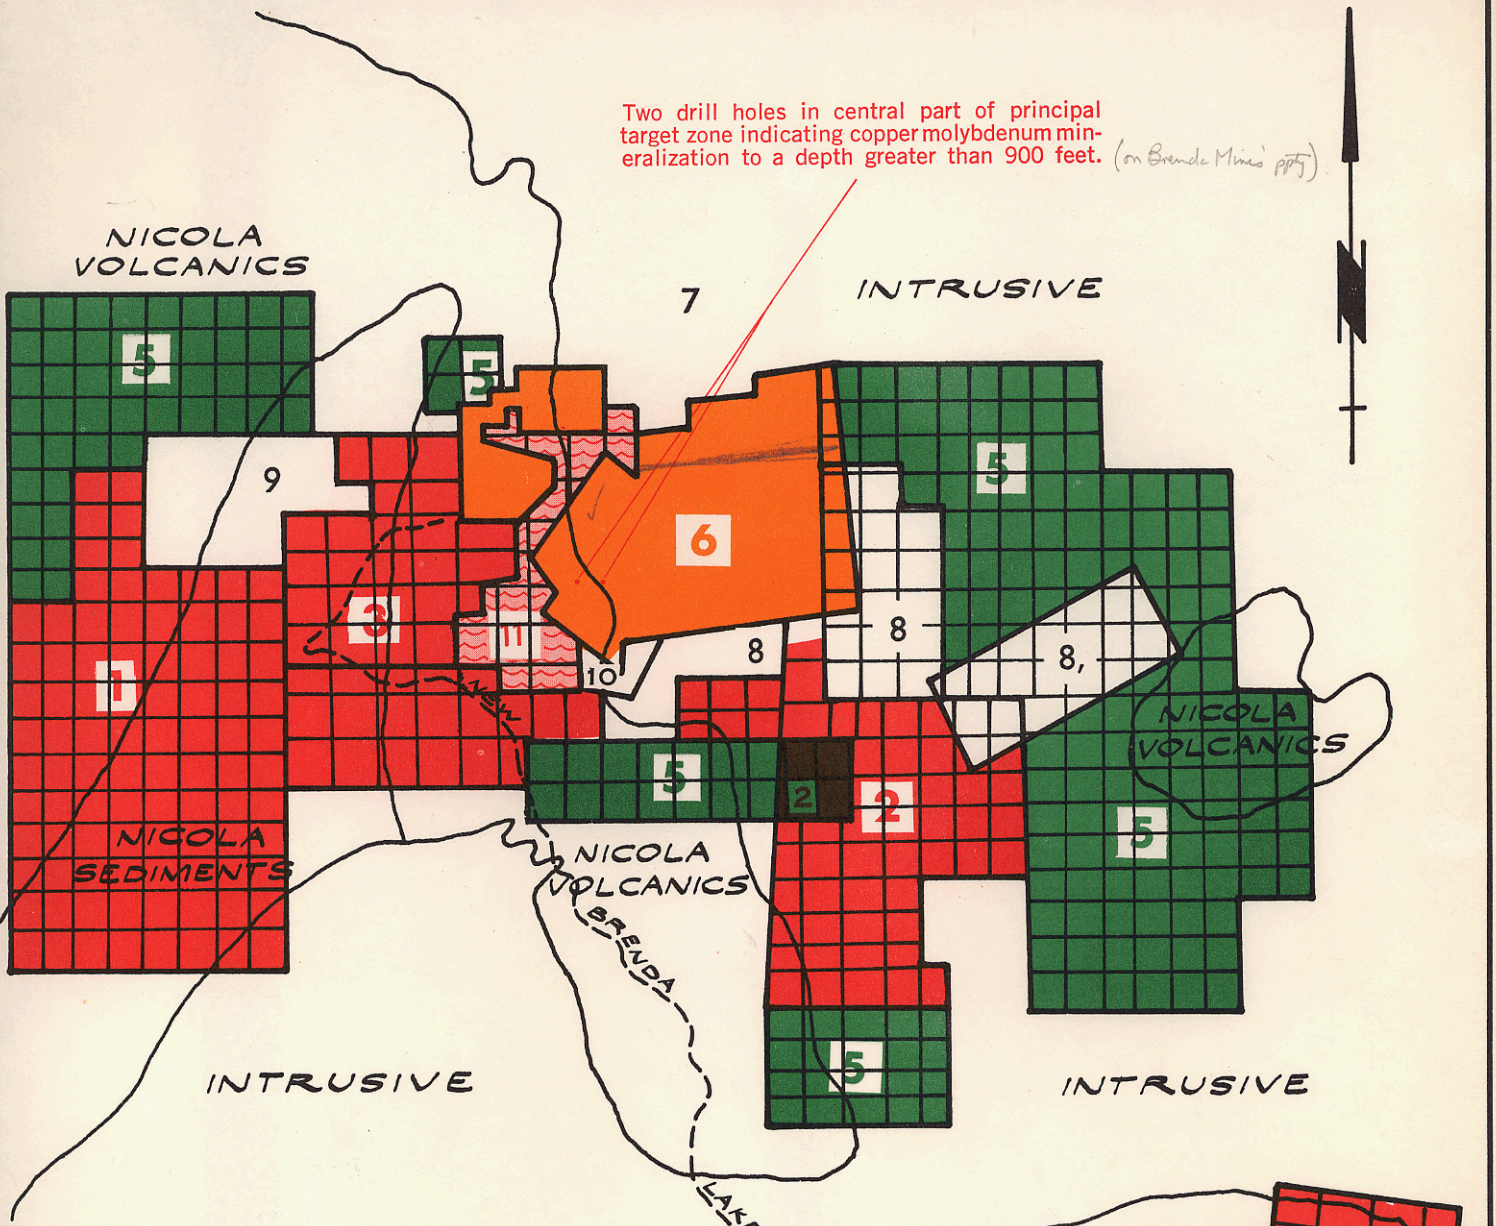 Two drill holes in central part of principal
target zone indicating copper molybdenum min-
eralization to a depth greater than 900 feet.
(on Brenda Mines' ppty)
NICOLA
VOLCANICS
7
INTRUSIVE
5
5
5
9
6
3
11
8
8
8,
10
1
NEW
NICOLA
VOLCANICS
5
2
2
5
NICOLA
SEDIMENTS
NICOLA
VOLCANICS
BRENDA
5
INTRUSIVE
INTRUSIVE
LAKE